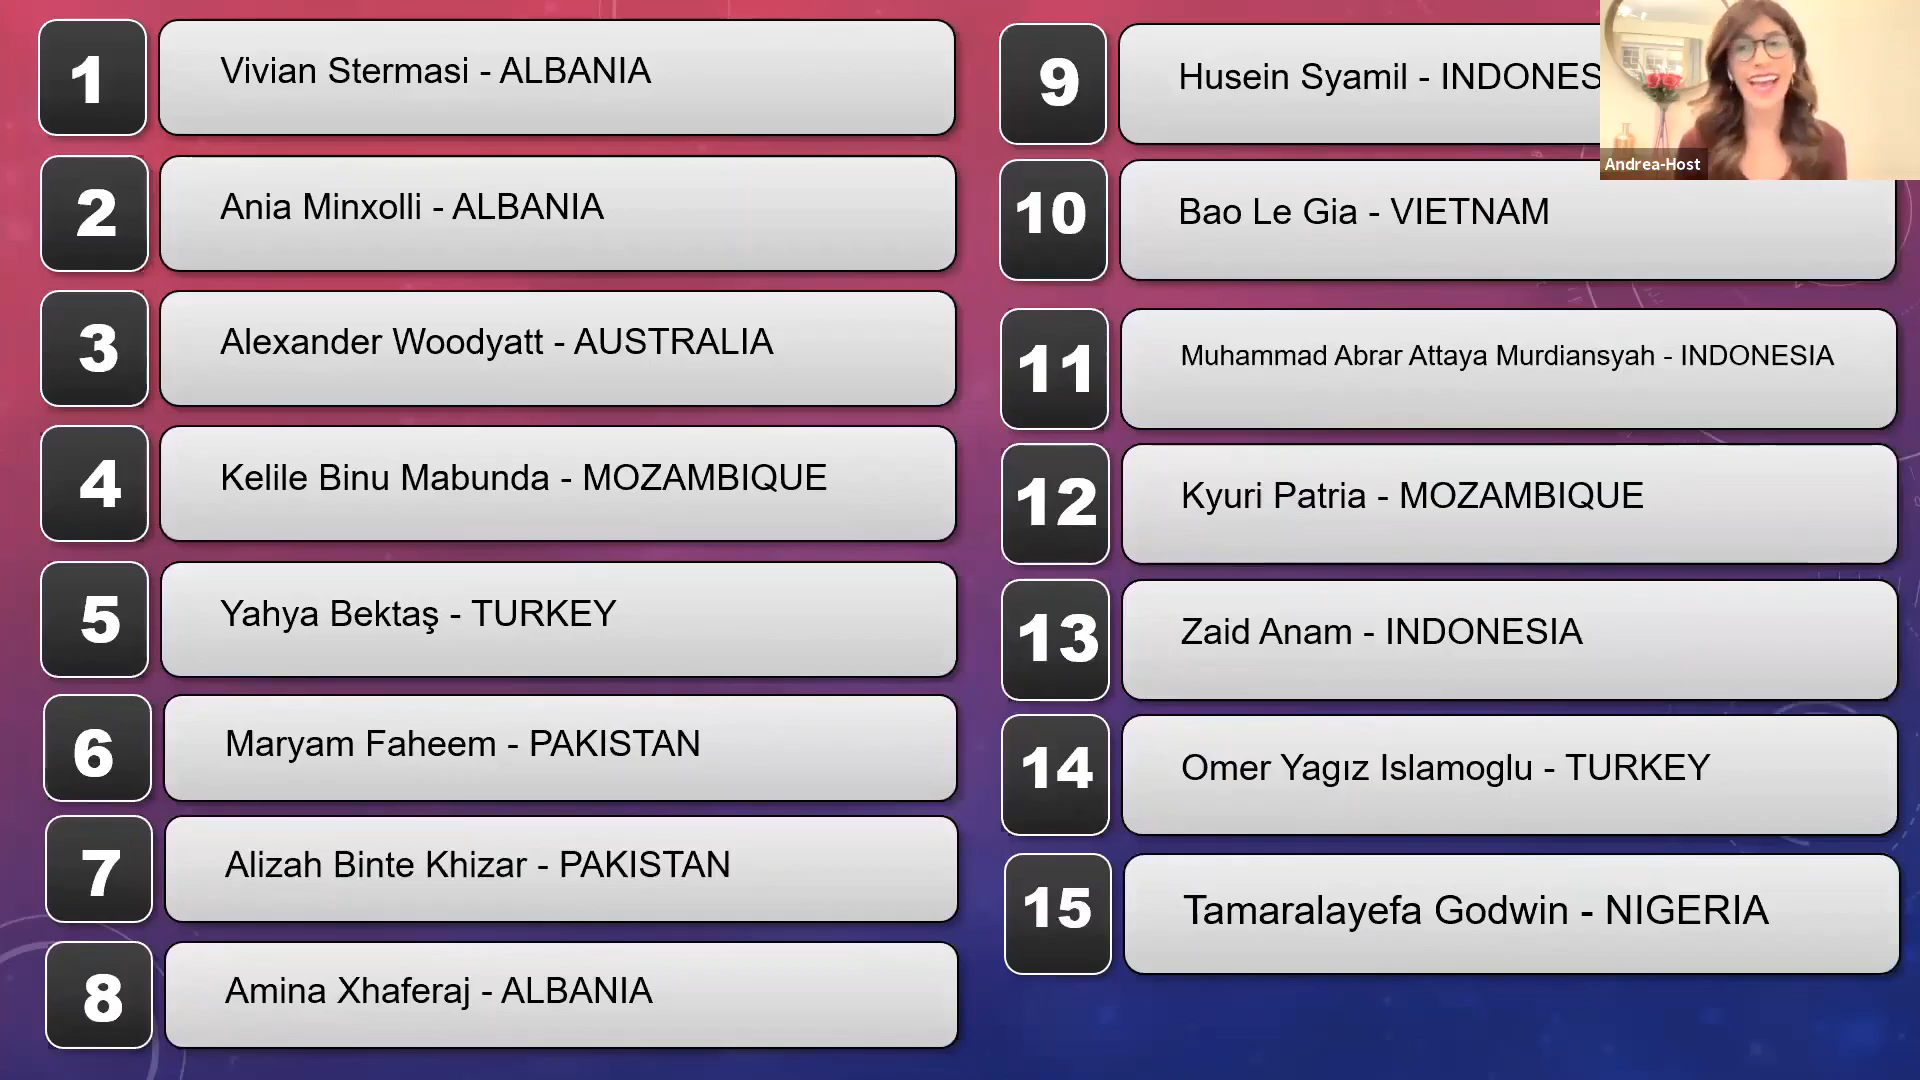 1
Vivian Stermasi - ALBANIA
2
Ania Minxolli - ALBANIA
3
Alexander Woodyatt - AUSTRALIA
4
Kelile Binu Mabunda - MOZAMBIQUE
5
Yahya Bektaş - TURKEY
6
Maryam Faheem - PAKISTAN
7
Alizah Binte Khizar - PAKISTAN
8
Amina Xhaferaj - ALBANIA
9
Husein Syamil - INDONES
Andrea-Host
10
Bao Le Gia - VIETNAM
11
Muhammad Abrar Attaya Murdiansyah - INDONESIA
12
Kyuri Patria - MOZAMBIQUE
13
Zaid Anam - INDONESIA
14
Omer Yagız Islamoglu - TURKEY
15
Tamaralayefa Godwin - NIGERIA